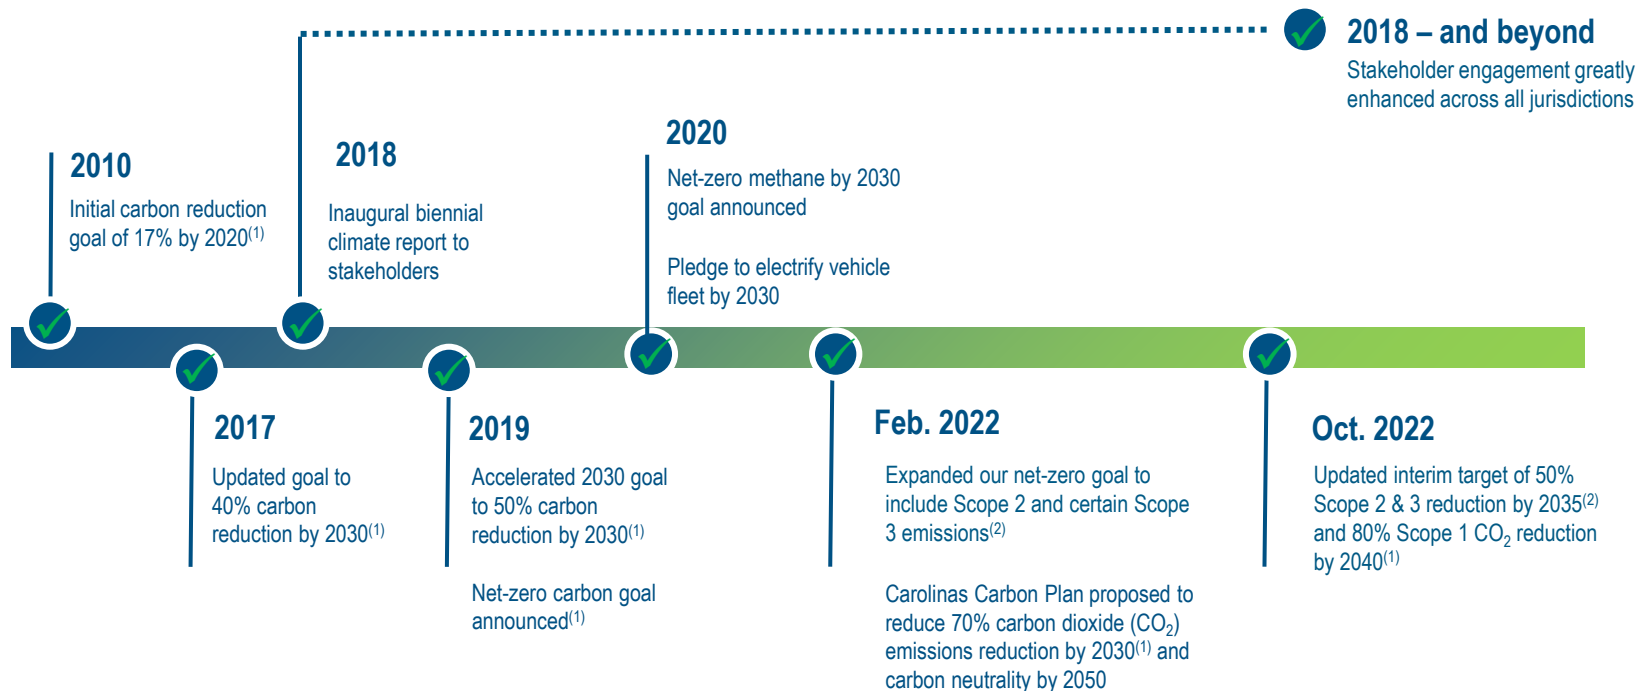 2018 – and beyond
Stakeholder engagement greatly
enhanced across all jurisdictions
2010
Initial carbon reduction
goal of 17% by 2020(1)
2018
Inaugural biennial
climate report to
stakeholders
2020
Net-zero methane by 2030
goal announced
Pledge to electrify vehicle
fleet by 2030
2017
Updated goal to
40% carbon
reduction by 2030(1)
2019
Accelerated 2030 goal
to 50% carbon
reduction by 2030(1)
Net-zero carbon goal
announced(1)
Feb. 2022
Expanded our net-zero goal to
include Scope 2 and certain Scope
3 emissions(2)
Carolinas Carbon Plan proposed to
reduce 70% carbon dioxide (CO2)
emissions reduction by 2030(1) and
carbon neutrality by 2050
Oct. 2022
Updated interim target of 50%
Scope 2 & 3 reduction by 2035(2)
and 80% Scope 1 CO2 reduction
by 2040(1)